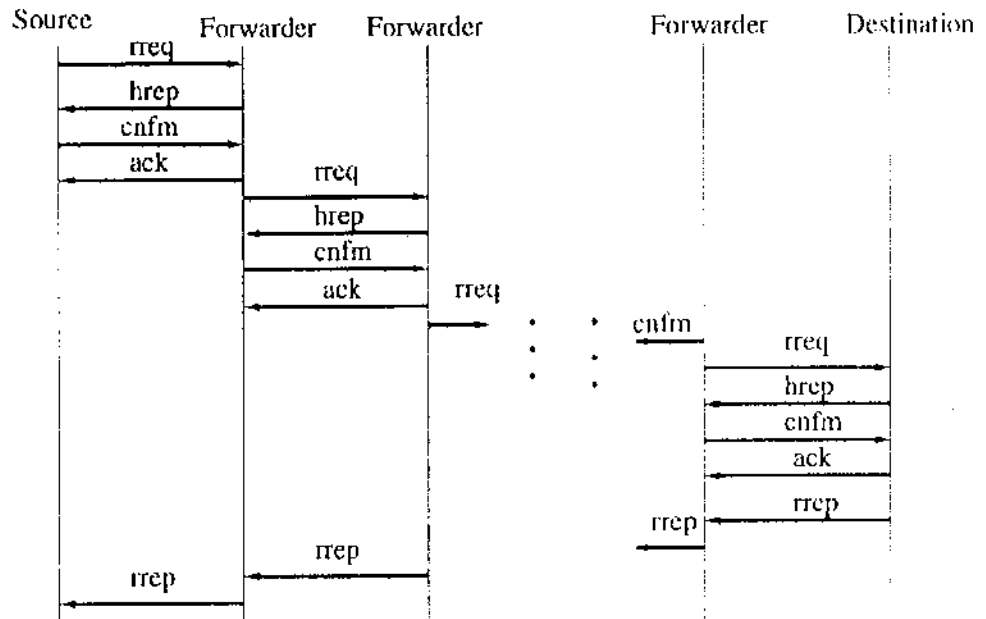 Source
Forwarder
Forwarder
Forwarder
Destination
rreq
hrep
cnfm
ack
rreq
hrep
cnfm
ack
rreq
cnfm
rreq
hrep
cnfm
ack
rrep
rrep
rrep
rrep